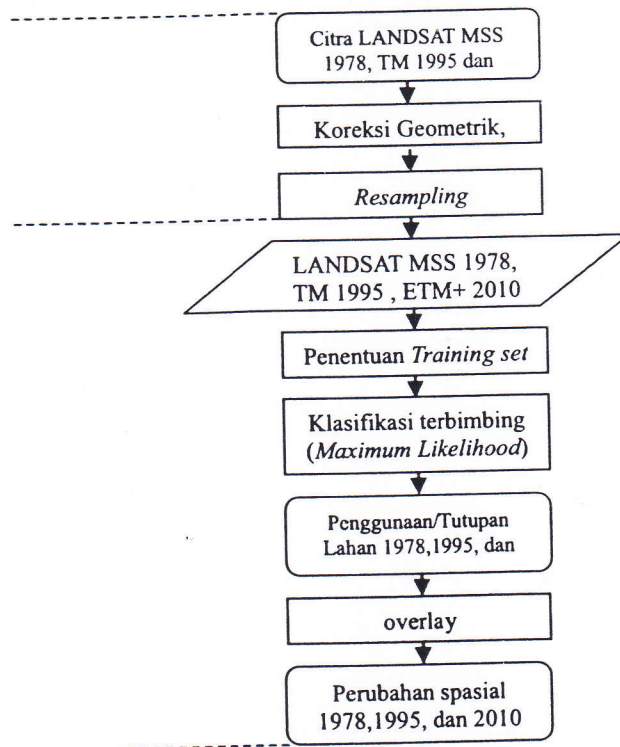 Citra LANDSAT MSS
1978, TM 1995 dan
Koreksi Geometrik,
Resampling
LANDSAT MSS 1978,
TM 1995 , ETM+ 2010
Penentuan Training set
Klasifikasi terbimbing
(Maximum Likelihood)
Penggunaan/Tutupan
Lahan 1978,1995, dan
overlay
Perubahan spasial
1978,1995, dan 2010